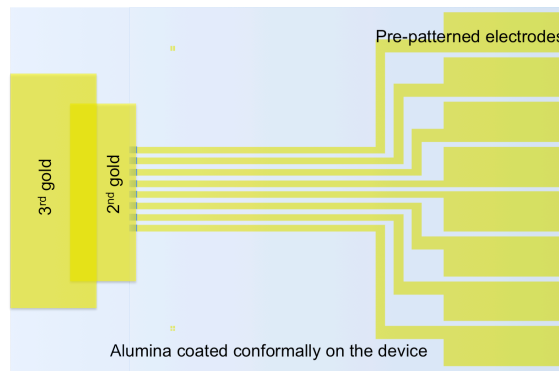 Pre-patterned electrodes
3rd gold
2nd gold
Alumina coated conformally on the device